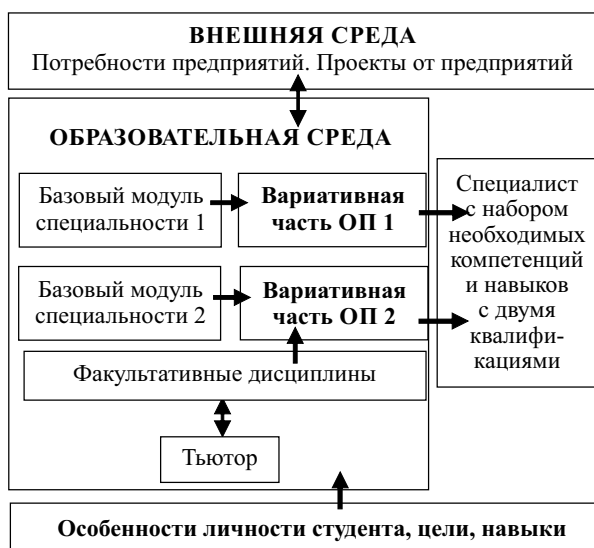 ВНЕШНЯЯ СРЕДА
Потребности предприятий. Проекты от предприятий
ОБРАЗОВАТЕЛЬНАЯ СРЕДА
Базовый модуль
специальности 1
Вариативная
часть ОП 1
Базовый модуль
специальности 2
Вариативная
часть ОП 2
Факультативные дисциплины
Тьютор
Специалист
с набором
необходимых
компетенций
и навыков
с двумя
квалифи-
кациями
Особенности личности студента, цели, навыки